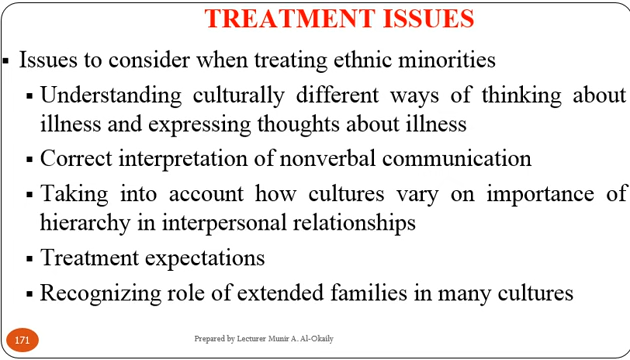 TREATMENT ISSUES
▪ Issues to consider when treating ethnic minorities
▪ Understanding culturally different ways of thinking about
illness and expressing thoughts about illness
▪ Correct interpretation of nonverbal communication
▪ Taking into account how cultures vary on importance of
hierarchy in interpersonal relationships
▪ Treatment expectations
▪ Recognizing role of extended families in many cultures
171
Prepared by Lecturer Munir A. Al-Okaily